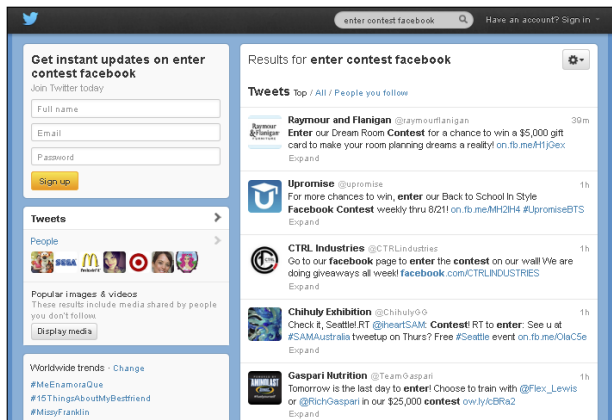 enter contest facebook
Have an account? Sign in
Get instant updates on enter
contest facebook
Join Twitter today
Full name
Email
Password
Sign up
Tweets
People
SEGA
Popular images & videos
These results include media shared by people
you don't follow.
Display media
Worldwide trends · Change
#MeEnamoraQue
#15ThingsAboutMyBestfriend
#MissyFranklin
Results for enter contest facebook
Tweets Top / All / People you follow
Raymour and Flanigan @raymourflanigan 39m
Enter our Dream Room Contest for a chance to win a $5,000 gift
card to make your room planning dreams a reality! on.fb.me/H1jGex
Expand
Raymour
&Flanigan
FURNITURE
Upromise @upromise 1h
For more chances to win, enter our Back to School In Style
Facebook Contest weekly thru 8/21! on.fb.me/MH2lH4 #UpromiseBTS
Expand
CTRL Industries @CTRLindustries 1h
Go to our facebook page to enter the contest on our wall! We are
doing giveaways all week! facebook.com/CTRLINDUSTRIES
Expand
Chihuly Exhibition @ChihulyGG 1h
Check it, Seattle!.RT @iheartSAM: Contest! RT to enter: See u at
#SAMAustralia tweetup on Thurs? Free #Seattle event on.fb.me/OlaC5e
Expand
Gaspari Nutrition @TeamGaspari 1h
Tomorrow is the last day to enter! Choose to train with @Flex_Lewis
or @RichGaspari in our $25,000 contest ow.ly/cBRa2
Expand
AMINOLAST